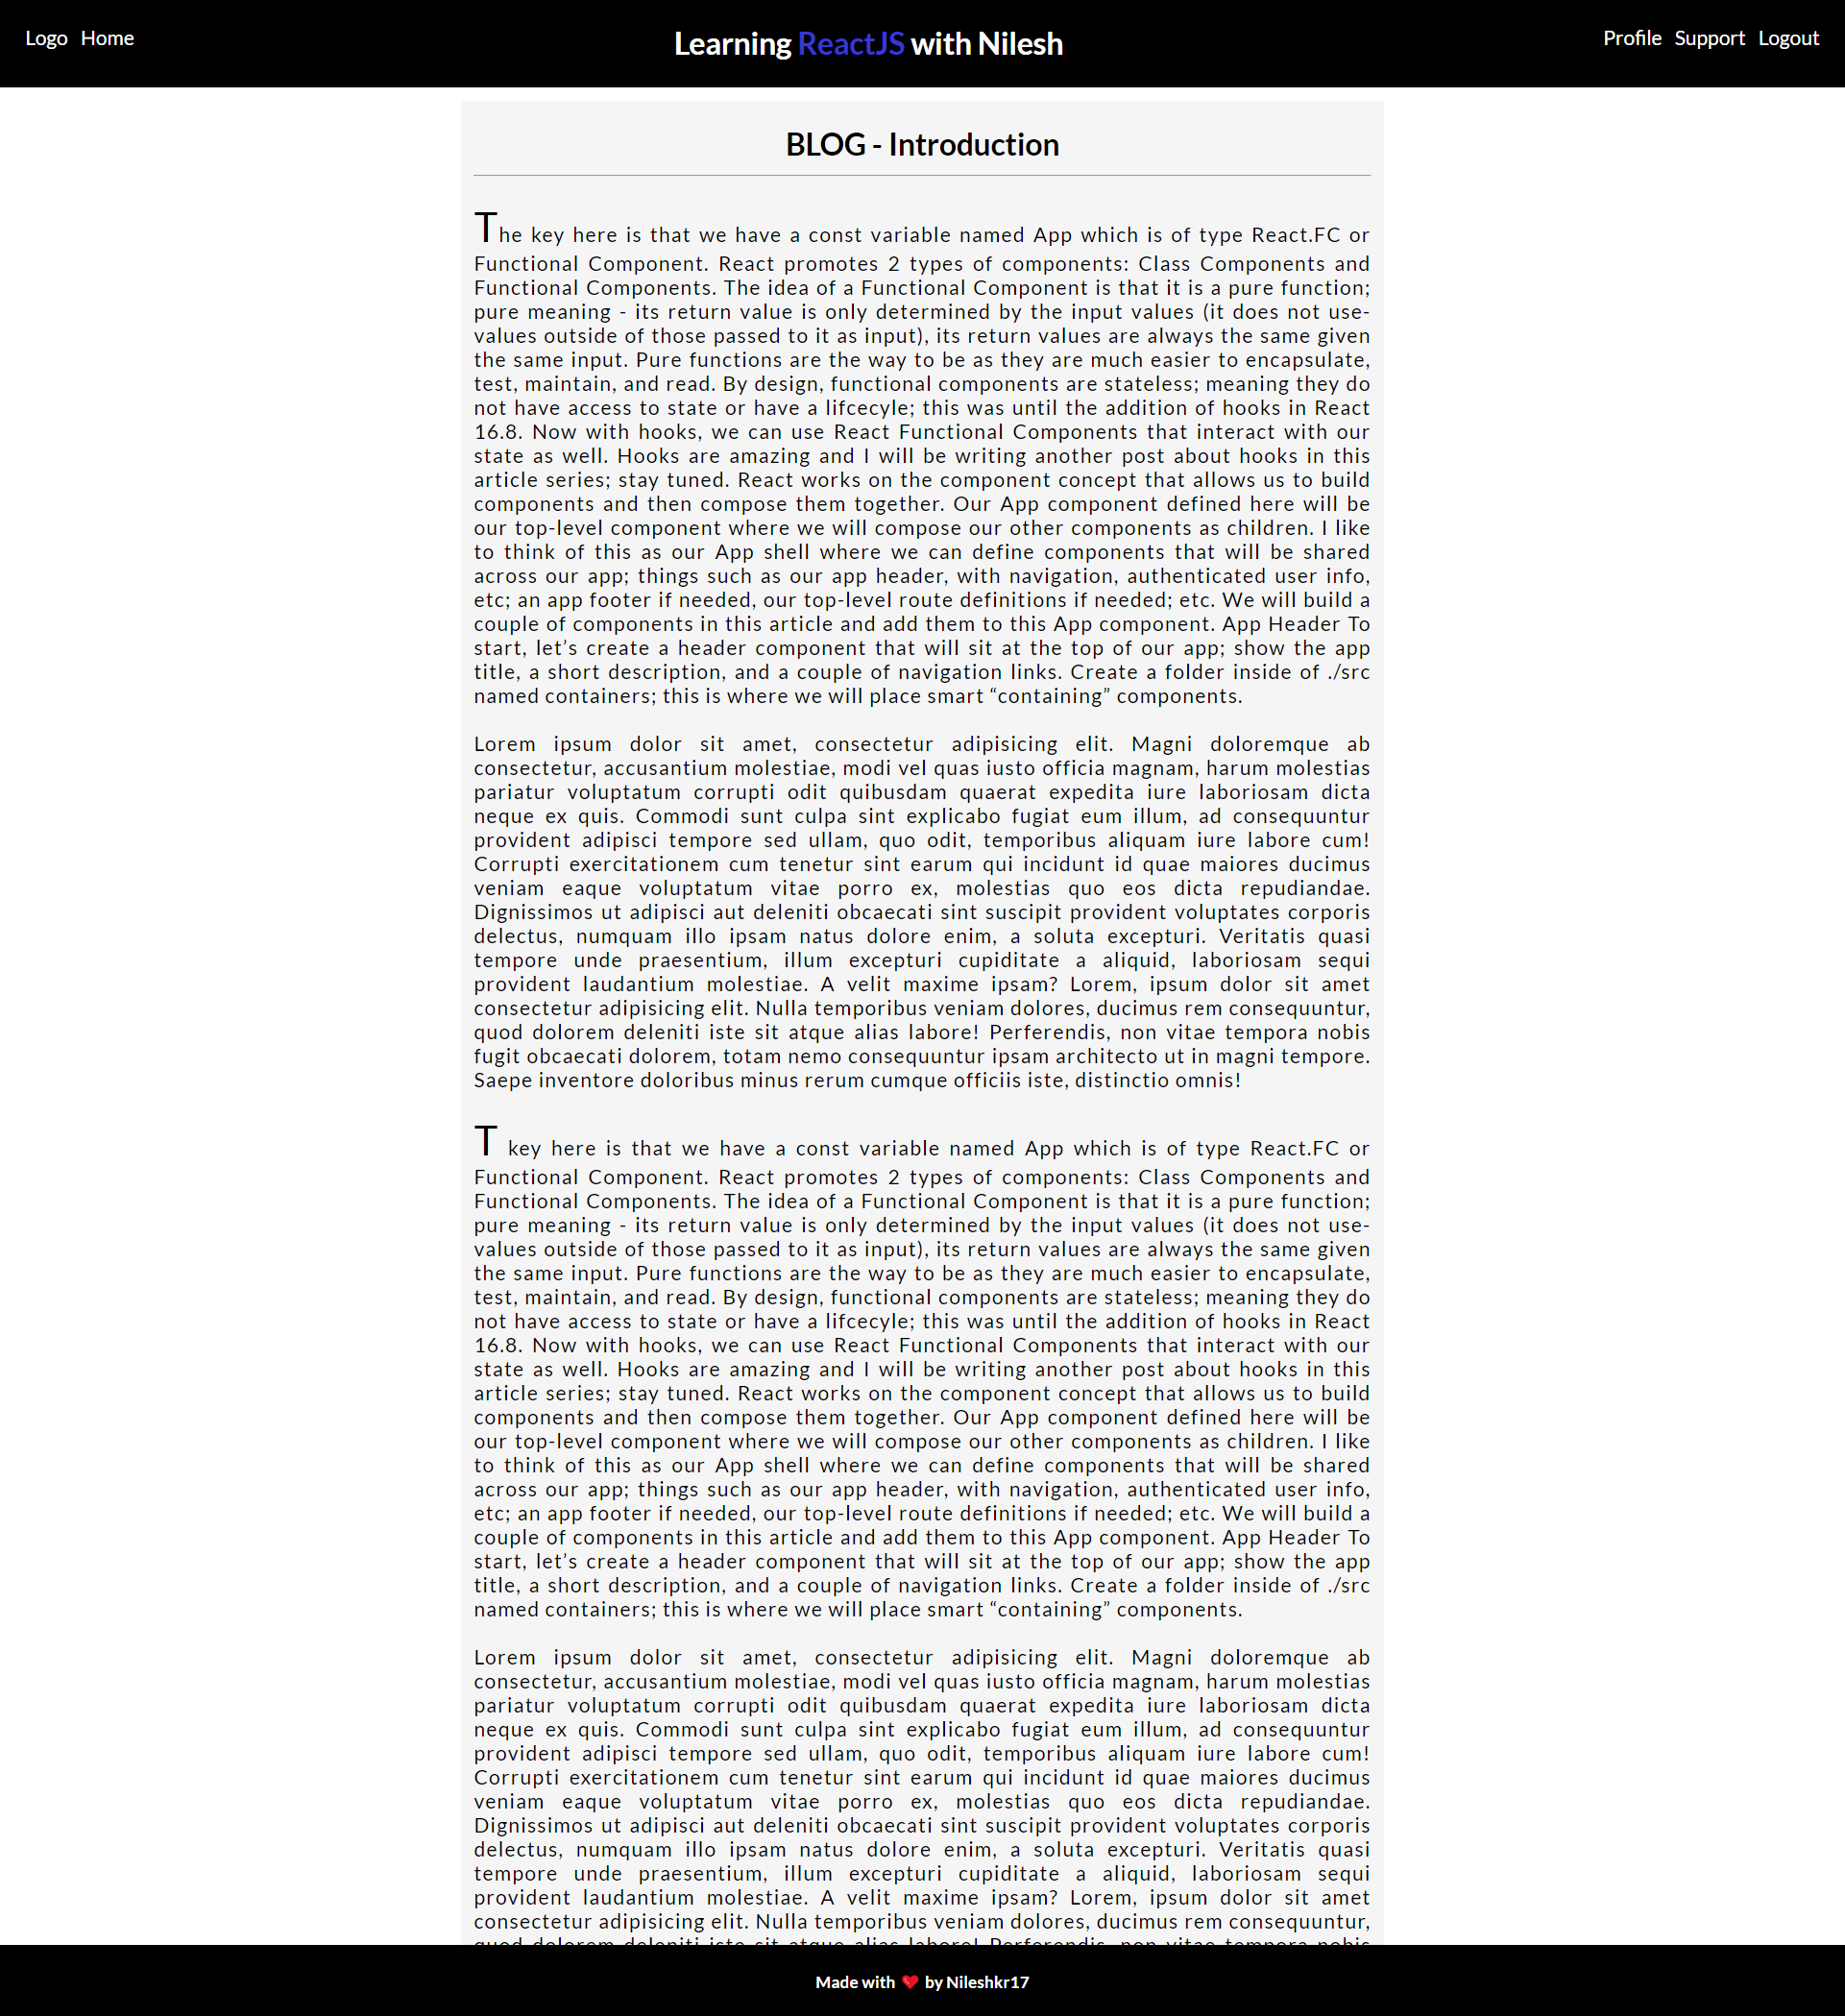 Logo Home Learning ReactJS with Nilesh Profile Support Logout
BLOG - Introduction
The key here is that we have a const variable named App which is of type React.FC or
Functional Component. React promotes 2 types of components: Class Components and
Functional Components. The idea of a Functional Component is that it is a pure function;
pure meaning - its return value is only determined by the input values (it does not use-
values outside of those passed to it as input), its return values are always the same given
the same input. Pure functions are the way to be as they are much easier to encapsulate,
test, maintain, and read. By design, functional components are stateless; meaning they do
not have access to state or have a lifcecyle; this was until the addition of hooks in React
16.8. Now with hooks, we can use React Functional Components that interact with our
state as well. Hooks are amazing and I will be writing another post about hooks in this
article series; stay tuned. React works on the component concept that allows us to build
components and then compose them together. Our App component defined here will be
our top-level component where we will compose our other components as children. I like
to think of this as our App shell where we can define components that will be shared
across our app; things such as our app header, with navigation, authenticated user info,
etc; an app footer if needed, our top-level route definitions if needed; etc. We will build a
couple of components in this article and add them to this App component. App Header To
start, let’s create a header component that will sit at the top of our app; show the app
title, a short description, and a couple of navigation links. Create a folder inside of ./src
named containers; this is where we will place smart “containing” components.
Lorem ipsum dolor sit amet, consectetur adipisicing elit. Magni doloremque ab
consectetur, accusantium molestiae, modi vel quas iusto officia magnam, harum molestias
pariatur voluptatum corrupti odit quibusdam quaerat expedita iure laboriosam dicta
neque ex quis. Commodi sunt culpa sint explicabo fugiat eum illum, ad consequuntur
provident adipisci tempore sed ullam, quo odit, temporibus aliquam iure labore cum!
Corrupti exercitationem cum tenetur sint earum qui incidunt id quae maiores ducimus
veniam eaque voluptatum vitae porro ex, molestias quo eos dicta repudiandae.
Dignissimos ut adipisci aut deleniti obcaecati sint suscipit provident voluptates corporis
delectus, numquam illo ipsam natus dolore enim, a soluta excepturi. Veritatis quasi
tempore unde praesentium, illum excepturi cupiditate a aliquid, laboriosam sequi
provident laudantium molestiae. A velit maxime ipsam? Lorem, ipsum dolor sit amet
consectetur adipisicing elit. Nulla temporibus veniam dolores, ducimus rem consequuntur,
quod dolorem deleniti iste sit atque alias labore! Perferendis, non vitae tempora nobis
fugit obcaecati dolorem, totam nemo consequuntur ipsam architecto ut in magni tempore.
Saepe inventore doloribus minus rerum cumque officiis iste, distinctio omnis!
T key here is that we have a const variable named App which is of type React.FC or
Functional Component. React promotes 2 types of components: Class Components and
Functional Components. The idea of a Functional Component is that it is a pure function;
pure meaning - its return value is only determined by the input values (it does not use-
values outside of those passed to it as input), its return values are always the same given
the same input. Pure functions are the way to be as they are much easier to encapsulate,
test, maintain, and read. By design, functional components are stateless; meaning they do
not have access to state or have a lifcecyle; this was until the addition of hooks in React
16.8. Now with hooks, we can use React Functional Components that interact with our
state as well. Hooks are amazing and I will be writing another post about hooks in this
article series; stay tuned. React works on the component concept that allows us to build
components and then compose them together. Our App component defined here will be
our top-level component where we will compose our other components as children. I like
to think of this as our App shell where we can define components that will be shared
across our app; things such as our app header, with navigation, authenticated user info,
etc; an app footer if needed, our top-level route definitions if needed; etc. We will build a
couple of components in this article and add them to this App component. App Header To
start, let’s create a header component that will sit at the top of our app; show the app
title, a short description, and a couple of navigation links. Create a folder inside of ./src
named containers; this is where we will place smart “containing” components.
Lorem ipsum dolor sit amet, consectetur adipisicing elit. Magni doloremque ab
consectetur, accusantium molestiae, modi vel quas iusto officia magnam, harum molestias
pariatur voluptatum corrupti odit quibusdam quaerat expedita iure laboriosam dicta
neque ex quis. Commodi sunt culpa sint explicabo fugiat eum illum, ad consequuntur
provident adipisci tempore sed ullam, quo odit, temporibus aliquam iure labore cum!
Corrupti exercitationem cum tenetur sint earum qui incidunt id quae maiores ducimus
veniam eaque voluptatum vitae porro ex, molestias quo eos dicta repudiandae.
Dignissimos ut adipisci aut deleniti obcaecati sint suscipit provident voluptates corporis
delectus, numquam illo ipsam natus dolore enim, a soluta excepturi. Veritatis quasi
tempore unde praesentium, illum excepturi cupiditate a aliquid, laboriosam sequi
provident laudantium molestiae. A velit maxime ipsam? Lorem, ipsum dolor sit amet
consectetur adipisicing elit. Nulla temporibus veniam dolores, ducimus rem consequuntur,
quod dolorem deleniti iste sit atque alias labore! Perferendis, non vitae tempora nobis
Made with ❤️ by Nileshkr17